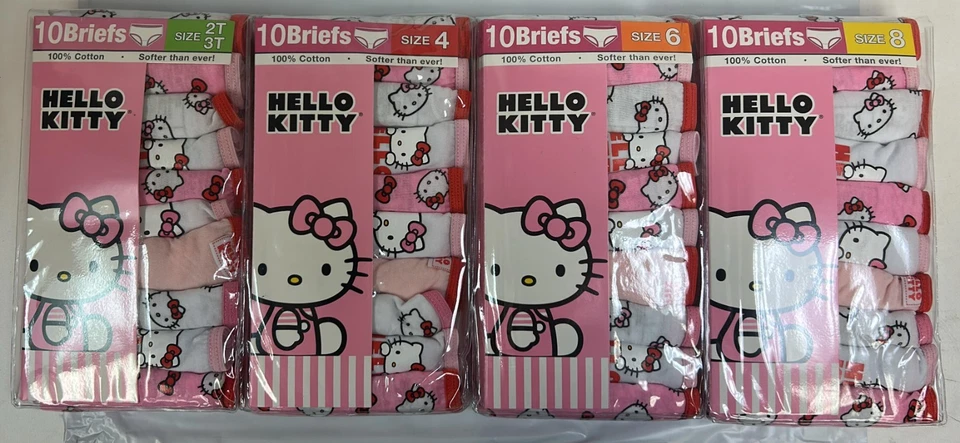 10Briefs SIZE 2T 3T
100% Cotton • Softer than ever!
HELLO
KITTY
10Briefs SIZE 4
100% Cotton • Softer than ever!
HELLO
KITTY
10Briefs SIZE 6
100% Cotton • Softer than ever!
HELLO
KITTY
10Briefs SIZE 8
100% Cotton • Softer than ever!
HELLO
KITTY